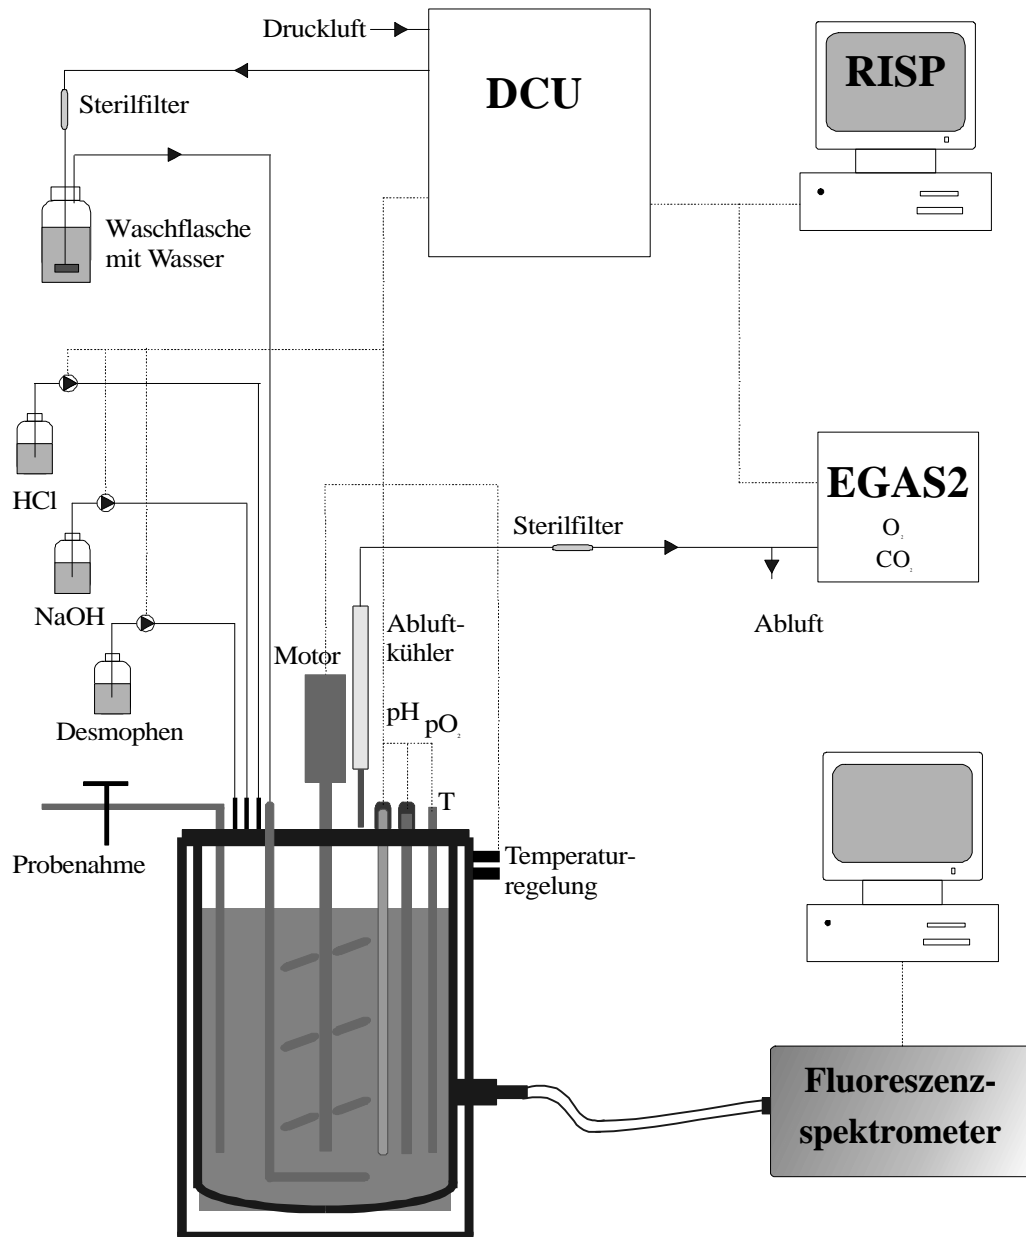 Druckluft
DCU
RISP
Sterilfilter
Waschflasche
mit Wasser
HCl
EGAS2
O₂
CO₂
Sterilfilter
NaOH
Abluft
Abluft-
kühler
Motor
Desmophen
pH
pO₂
T
Probenahme
Temperatur-
regelung
Fluoreszenz-
spektrometer